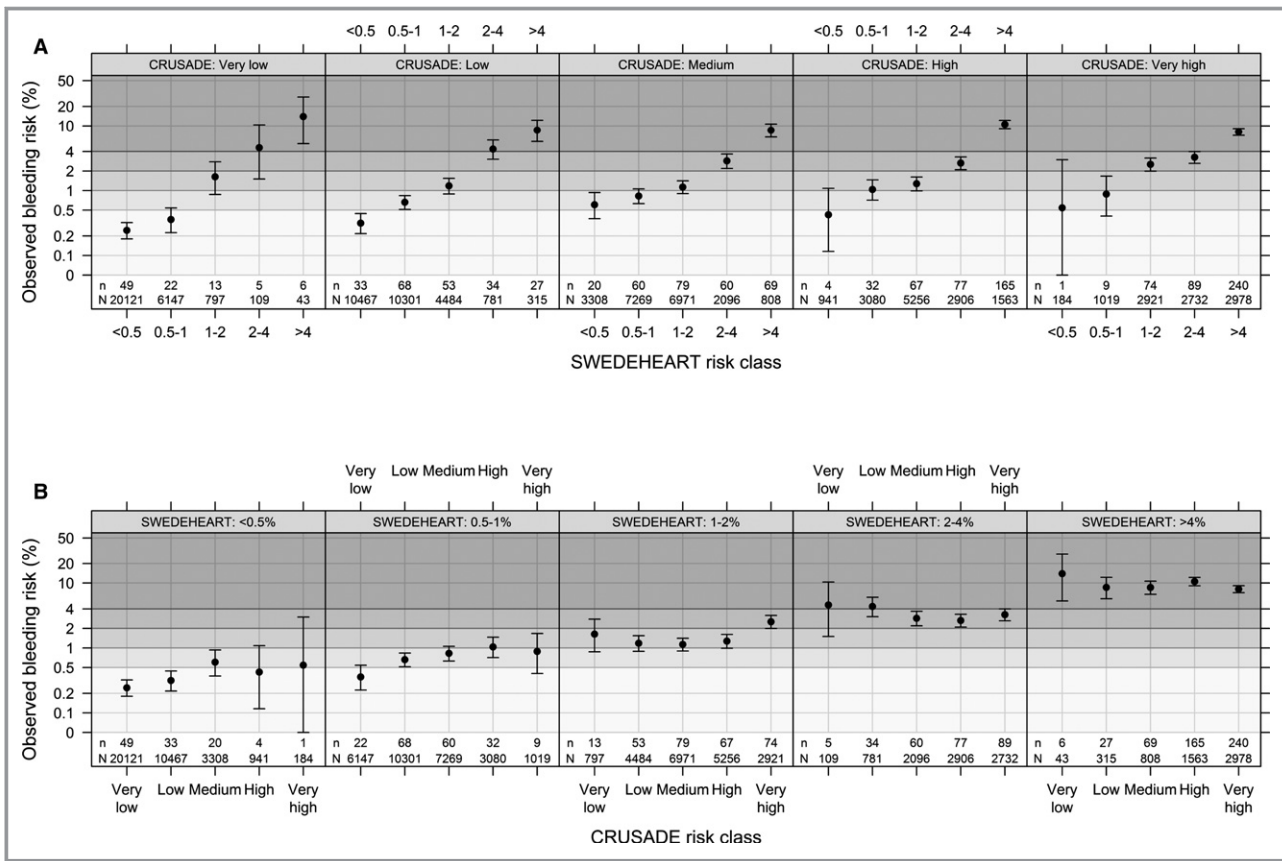 <0.5 0.5-1 1-2 2-4 >4 <0.5 0.5-1 1-2 2-4 >4
A
CRUSADE: Very low CRUSADE: Low CRUSADE: Medium CRUSADE: High CRUSADE: Very high
Observed bleeding risk (%)
50
20
10
4
2
1
0.5
0.2
0.1
0
n 49 22 13 5 6 n 33 68 53 34 27 n 20 60 79 60 69 n 4 32 67 77 165 n 1 9 74 89 240
N 20121 6147 797 109 43 N 10467 10301 4484 781 315 N 3308 7269 6971 2096 808 N 941 3080 5256 2906 1563 N 184 1019 2921 2732 2978
<0.5 0.5-1 1-2 2-4 >4 <0.5 0.5-1 1-2 2-4 >4 <0.5 0.5-1 1-2 2-4 >4
SWEDEHEART risk class
Very low Low Medium High Very high Very low Low Medium High Very high
B
SWEDEHEART: <0.5% SWEDEHEART: 0.5-1% SWEDEHEART: 1-2% SWEDEHEART: 2-4% SWEDEHEART: >4%
Observed bleeding risk (%)
50
20
10
4
2
1
0.5
0.2
0.1
0
n 49 33 20 4 1 n 22 68 60 32 9 n 13 53 79 67 74 n 5 34 60 77 89 n 6 27 69 165 240
N 20121 10467 3308 941 184 N 6147 10301 7269 3080 1019 N 797 4484 6971 5256 2921 N 109 781 2096 2906 2732 N 43 315 808 1563 2978
Very low Low Medium High Very high Very low Low Medium High Very high Very low Low Medium High Very high
CRUSADE risk class